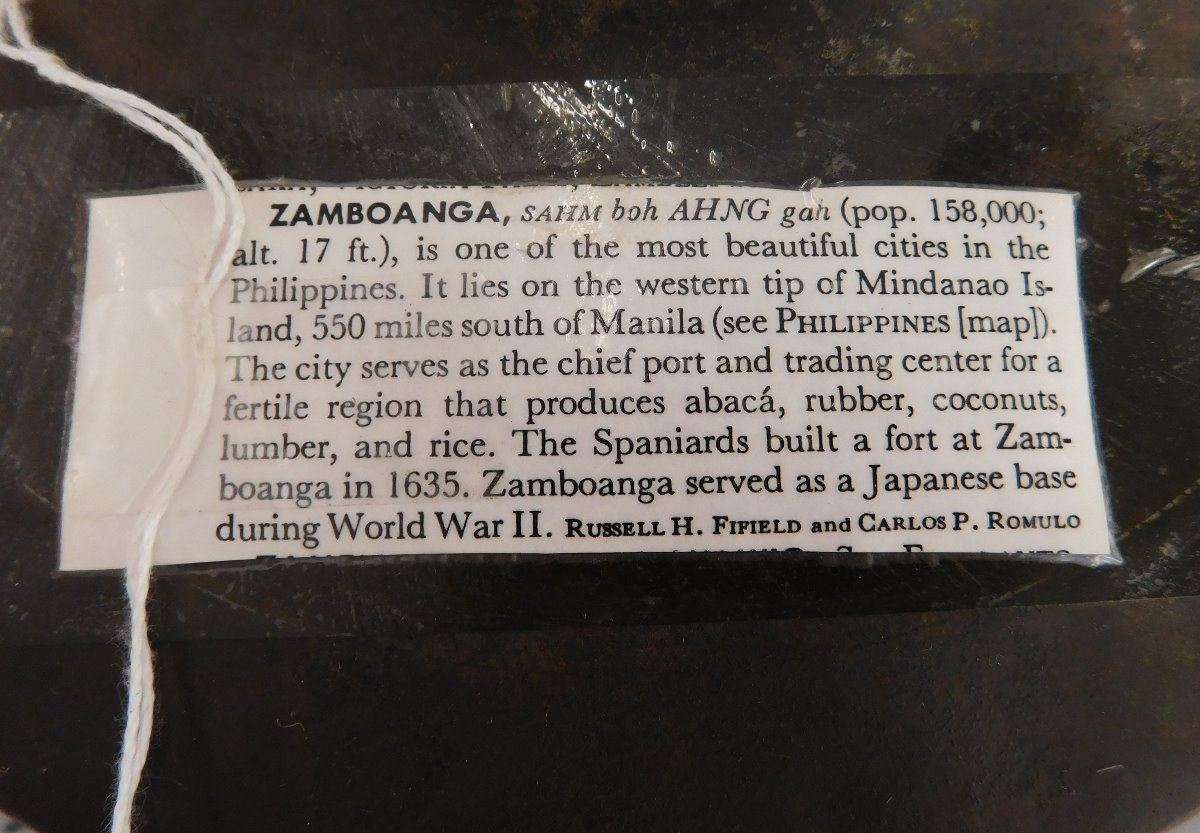 ZAMBOANGA, SAHM boh AHNG gah (pop. 158,000;
alt. 17 ft.), is one of the most beautiful cities in the
Philippines. It lies on the western tip of Mindanao Is-
land, 550 miles south of Manila (see PHILIPPINES [map]).
The city serves as the chief port and trading center for a
fertile region that produces abacá, rubber, coconuts,
lumber, and rice. The Spaniards built a fort at Zam-
boanga in 1635. Zamboanga served as a Japanese base
during World War II. RUSSELL H. FIFIELD and CARLOS P. ROMULO